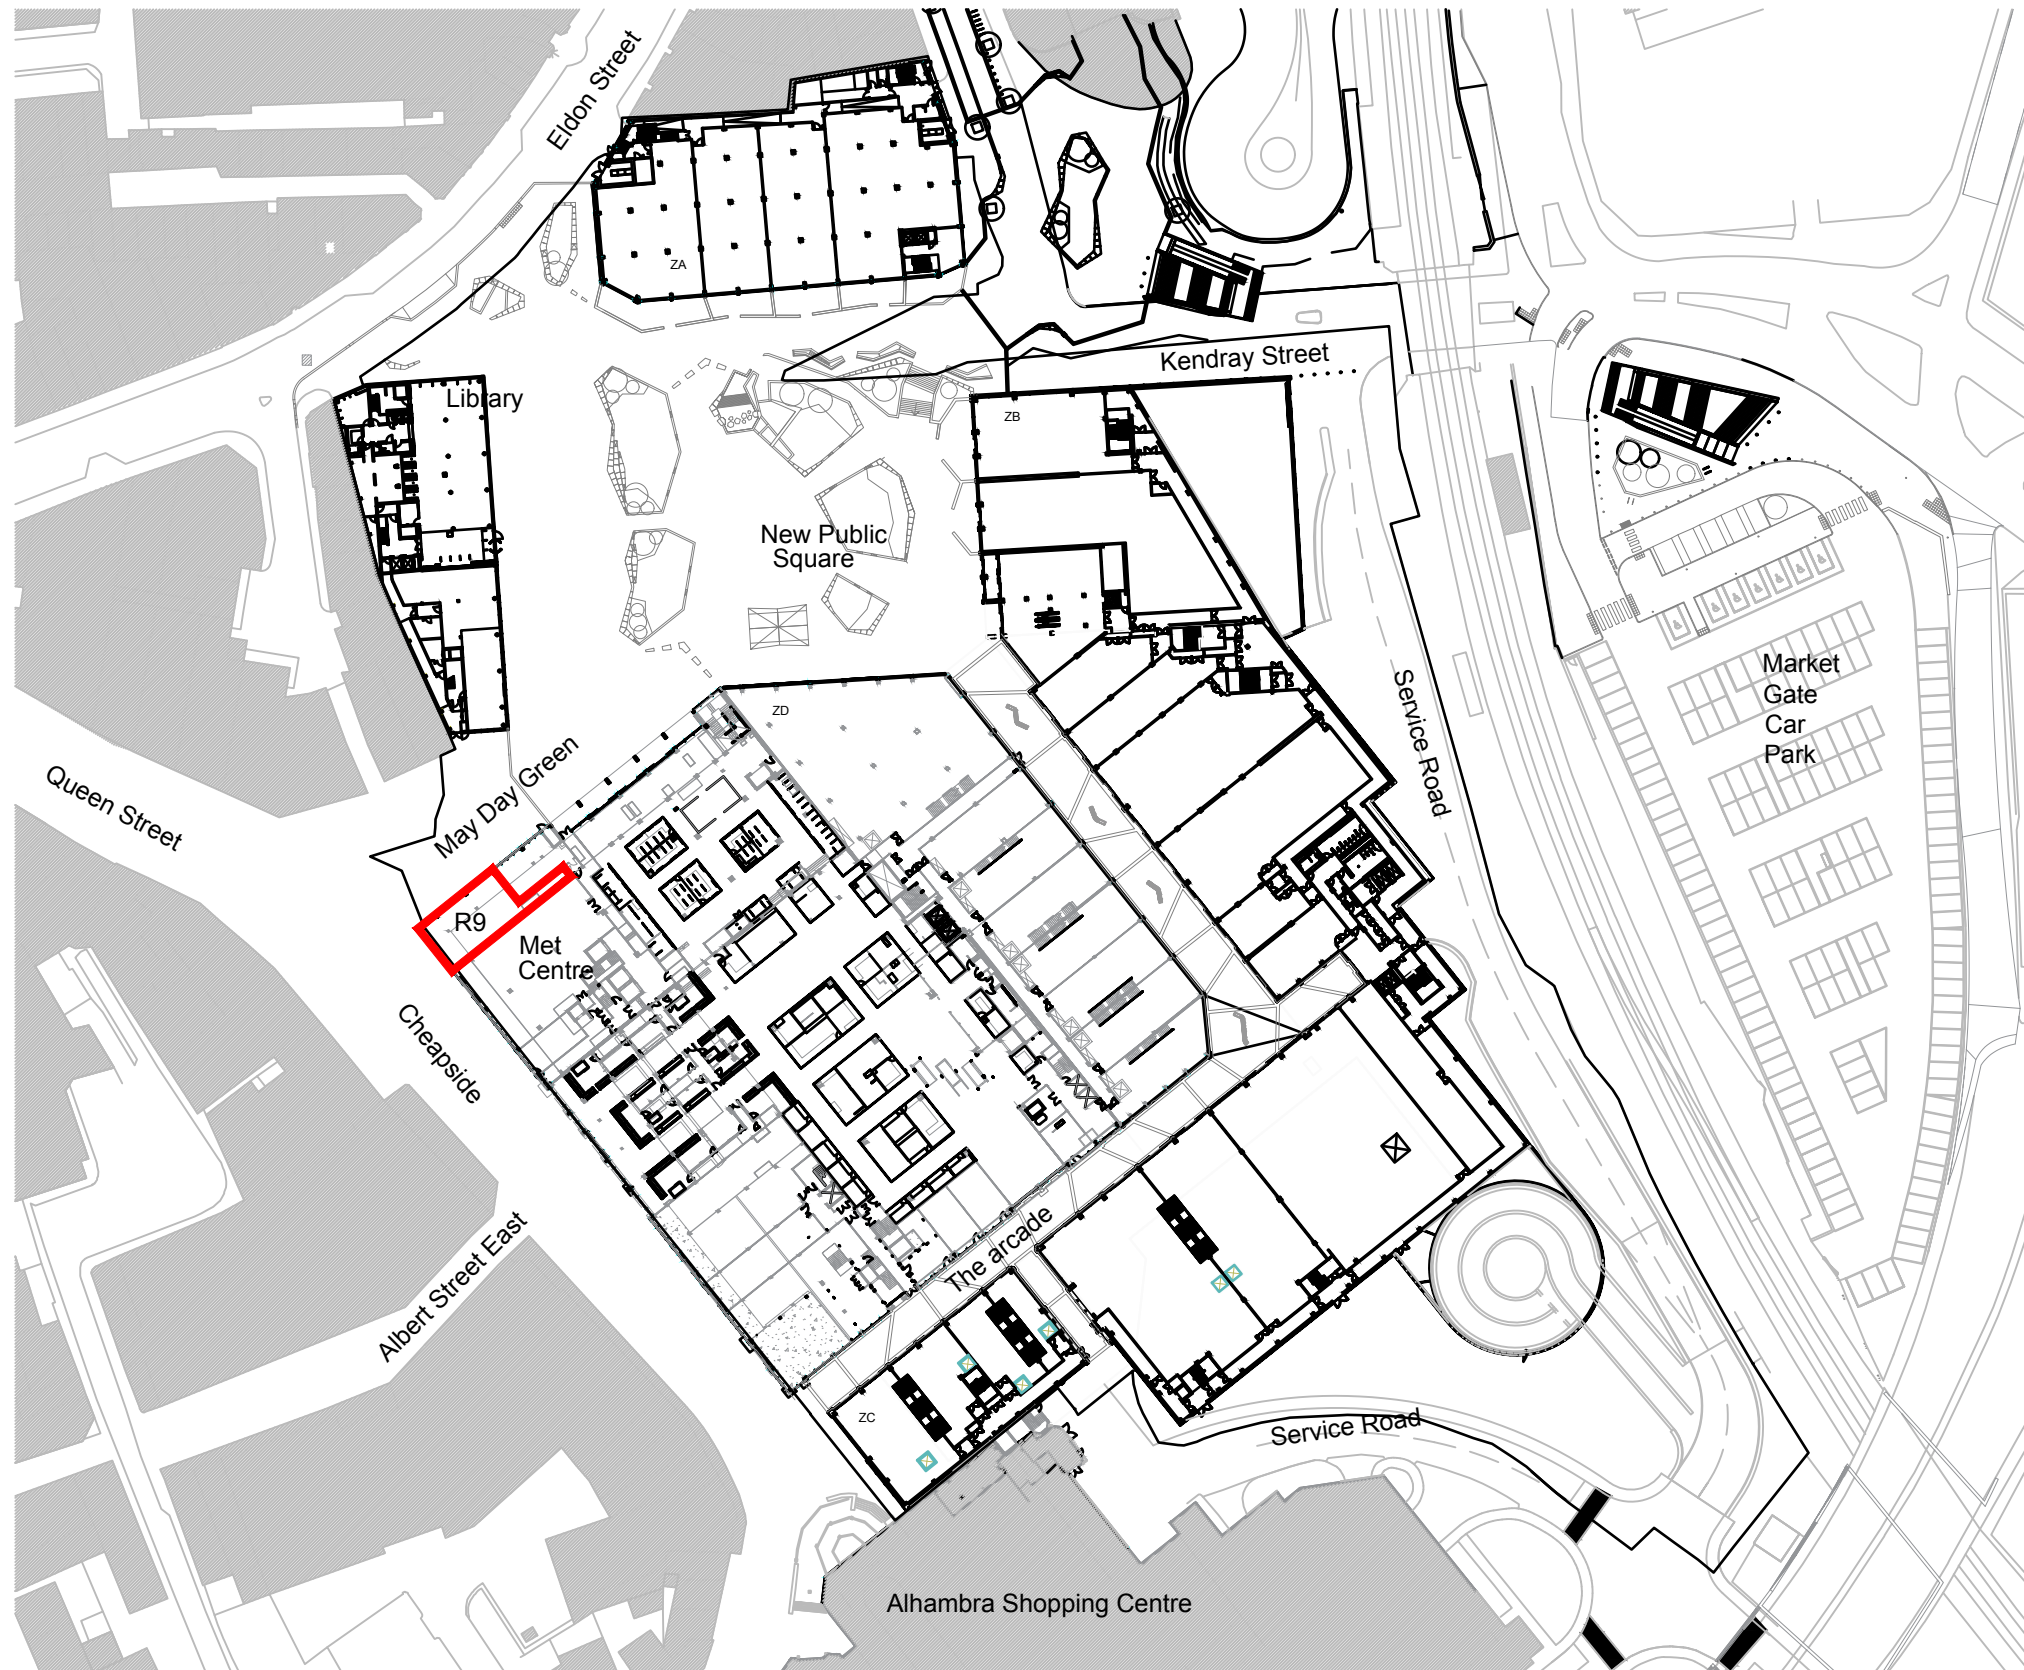 Eldon Street
ZA
Kendray Street
Library
ZB
New Public
Square
Market
Gate
Car
Park
Service Road
ZD
May Day Green
Queen Street
R9
Met
Centre
Cheapside
The arcade
Albert Street East
ZC
Service Road
Alhambra Shopping Centre